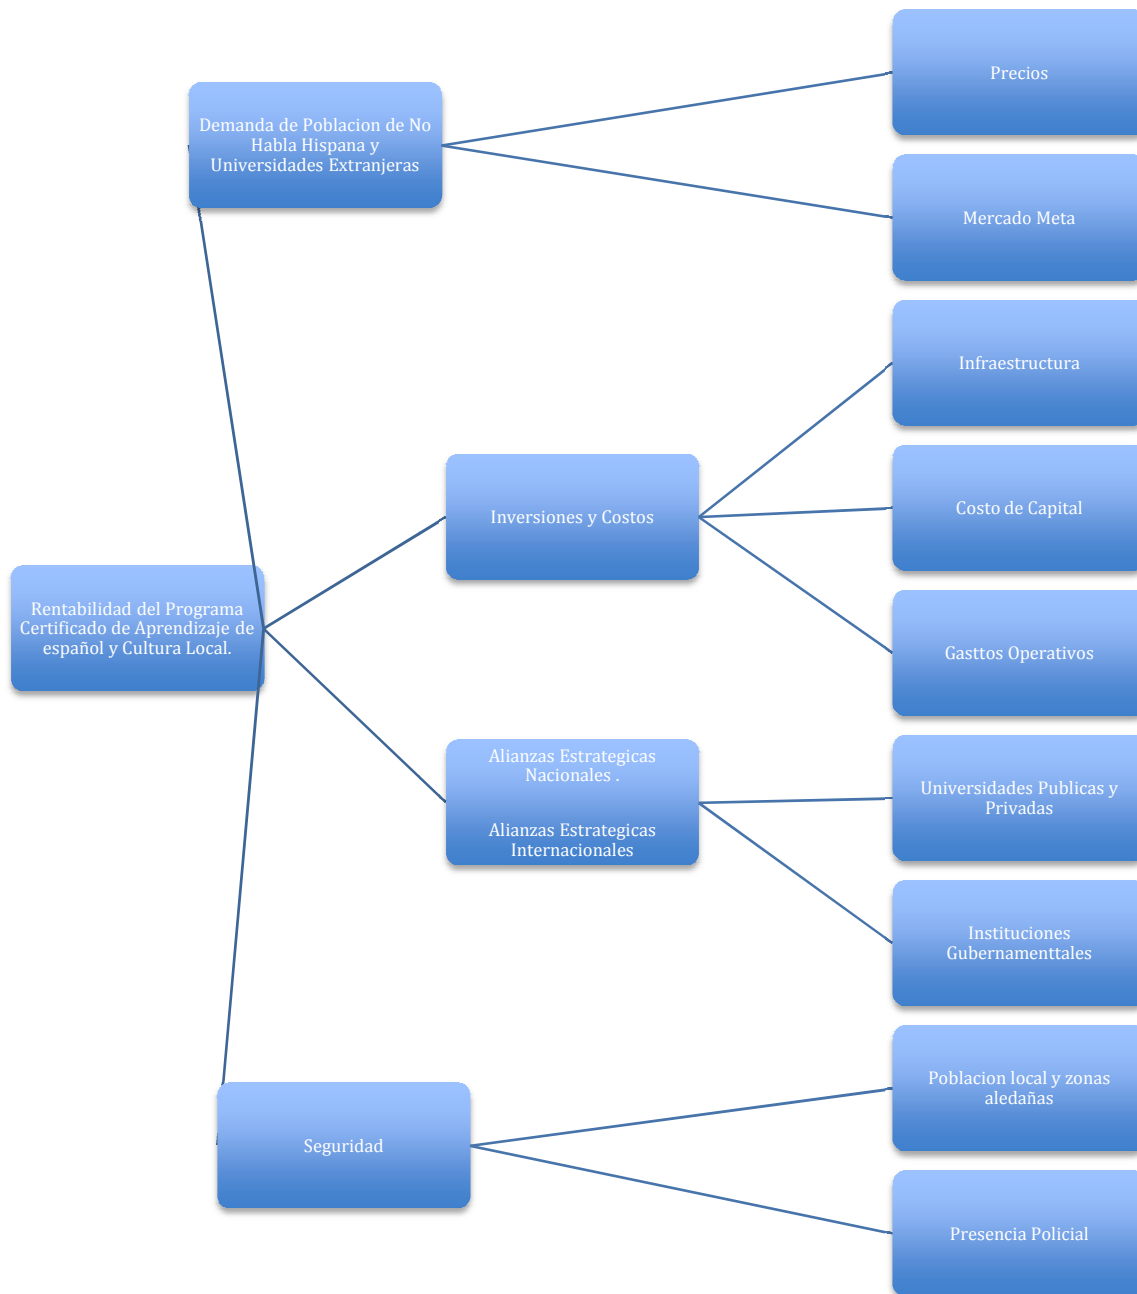 Precios
Demanda de Poblacion de No
Habla Hispana y
Universidades Extranjeras
Mercado Meta
Infraestructura
Inversiones y Costos
Costo de Capital
Rentabilidad del Programa
Certificado de Aprendizaje de
español y Cultura Local.
Gasttos Operativos
Alianzas Estrategicas
Nacionales .
Alianzas Estrategicas
Internacionales
Universidades Publicas y
Privadas
Instituciones
Gubernamenttales
Poblacion local y zonas
aledañas
Seguridad
Presencia Policial